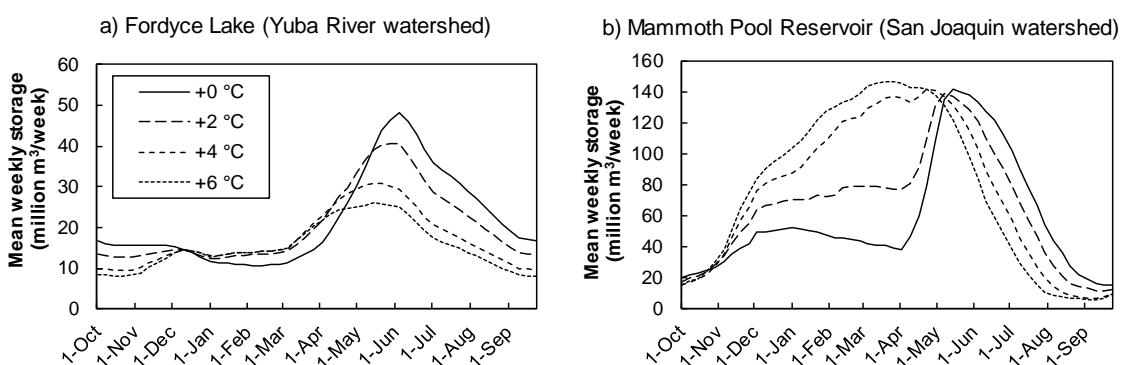 a) Fordyce Lake (Yuba River watershed)
Mean weekly storage
(million m³/week)
60
50
40
30
20
10
0
+0 °C
+2 °C
+4 °C
+6 °C
1-Oct
1-Nov
1-Dec
1-Jan
1-Feb
1-Mar
1-Apr
1-May
1-Jun
1-Jul
1-Aug
1-Sep
b) Mammoth Pool Reservoir (San Joaquin watershed)
Mean weekly storage
(million m³/week)
160
140
120
100
80
60
40
20
0
1-Oct
1-Nov
1-Dec
1-Jan
1-Feb
1-Mar
1-Apr
1-May
1-Jun
1-Jul
1-Aug
1-Sep